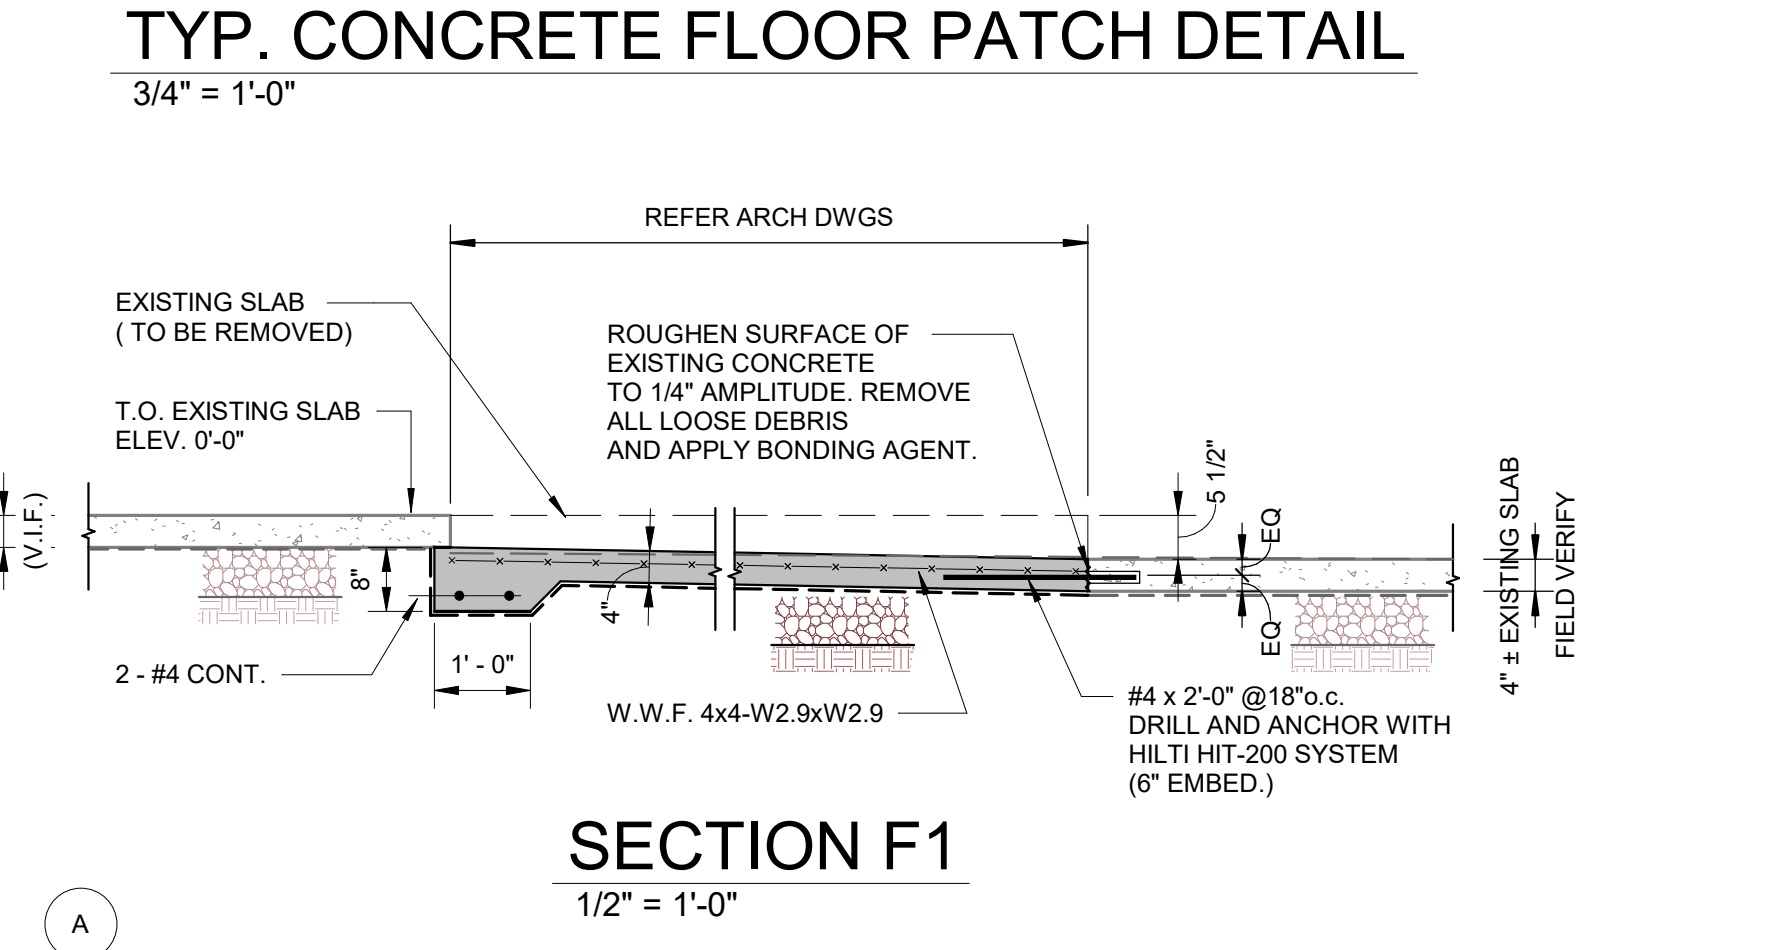 TYP. CONCRETE FLOOR PATCH DETAIL
3/4" = 1'-0"
REFER ARCH DWGS
EXISTING SLAB
( TO BE REMOVED)
T.O. EXISTING SLAB
ELEV. 0'-0"
ROUGHEN SURFACE OF
EXISTING CONCRETE
TO 1/4" AMPLITUDE. REMOVE
ALL LOOSE DEBRIS
AND APPLY BONDING AGENT.
(V.I.F.)
8"
4"
5 1/2"
EQ
EQ
4" ± EXISTING SLAB
FIELD VERIFY
1' - 0"
2 - #4 CONT.
W.W.F. 4x4-W2.9xW2.9
#4 x 2'-0" @18"o.c.
DRILL AND ANCHOR WITH
HILTI HIT-200 SYSTEM
(6" EMBED.)
SECTION F1
1/2" = 1'-0"
A